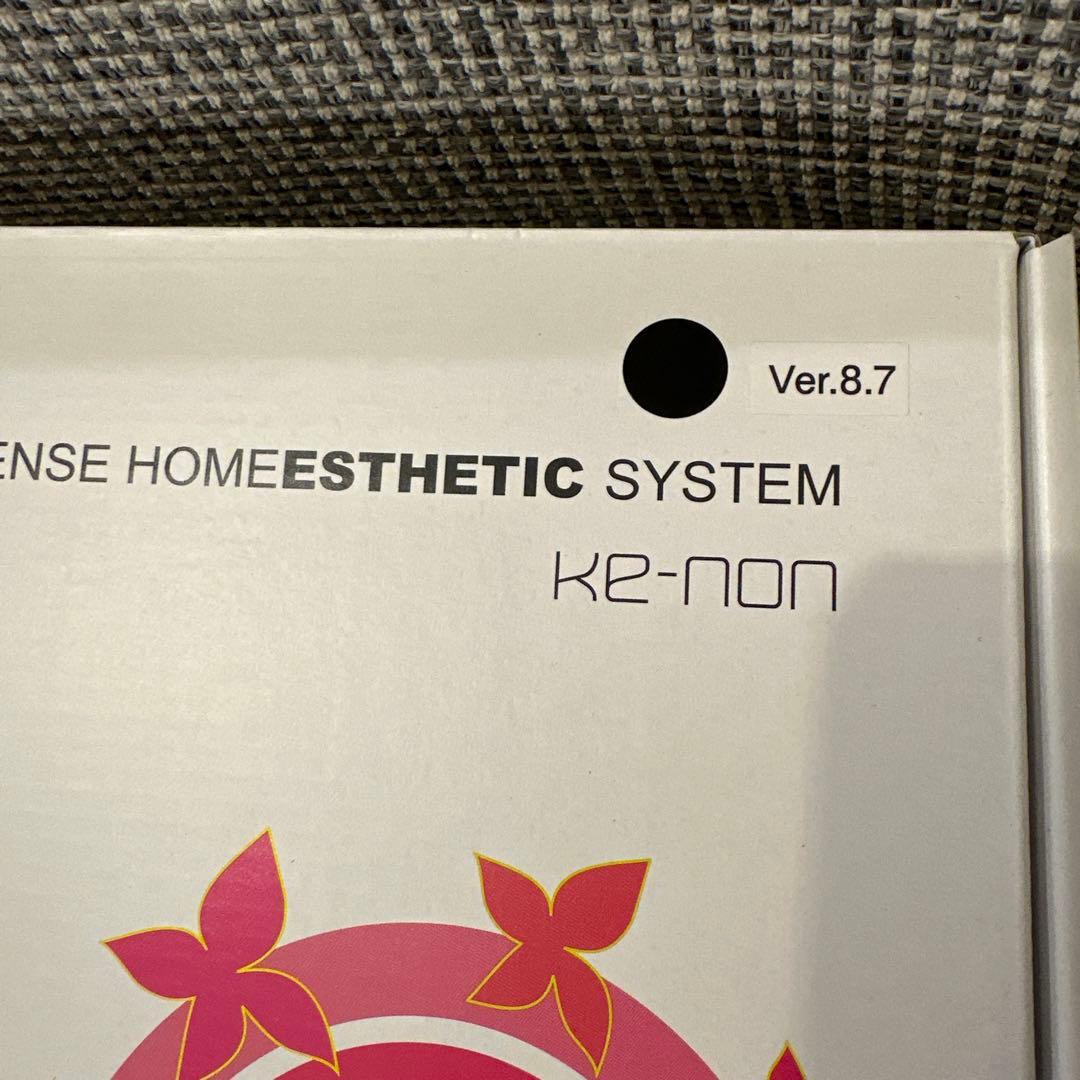 Ver.8.7
ENSE HOMEESTHETIC SYSTEM
ke-non